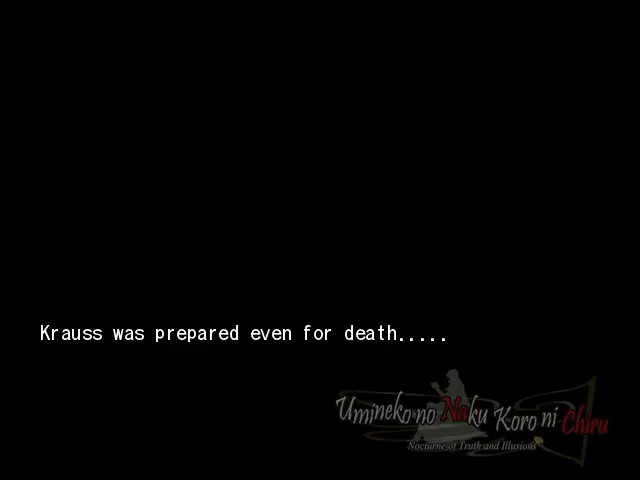 Krauss was prepared even for death.....
Umineko no Naku Koro ni Chiru
Nocturne of Truth and Illusions